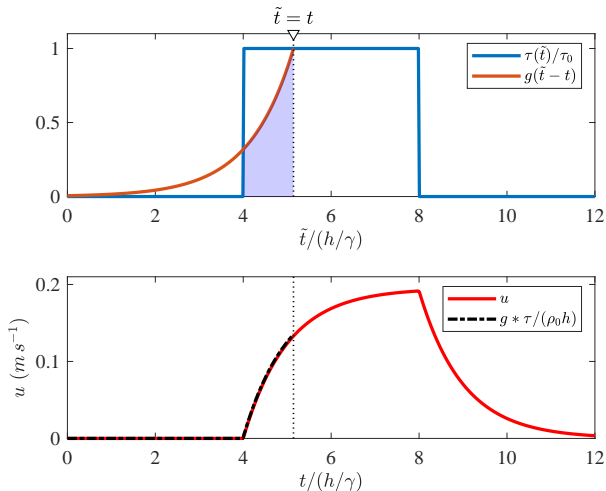 t̃ = t
1
0.5
0
τ(t̃)/τ₀
g(t̃ − t)
0 2 4 6 8 10 12
t̃/(h/γ)
0.2
0.1
0
u (m s⁻¹)
u
g ∗ τ/(ρ₀h)
0 2 4 6 8 10 12
t/(h/γ)